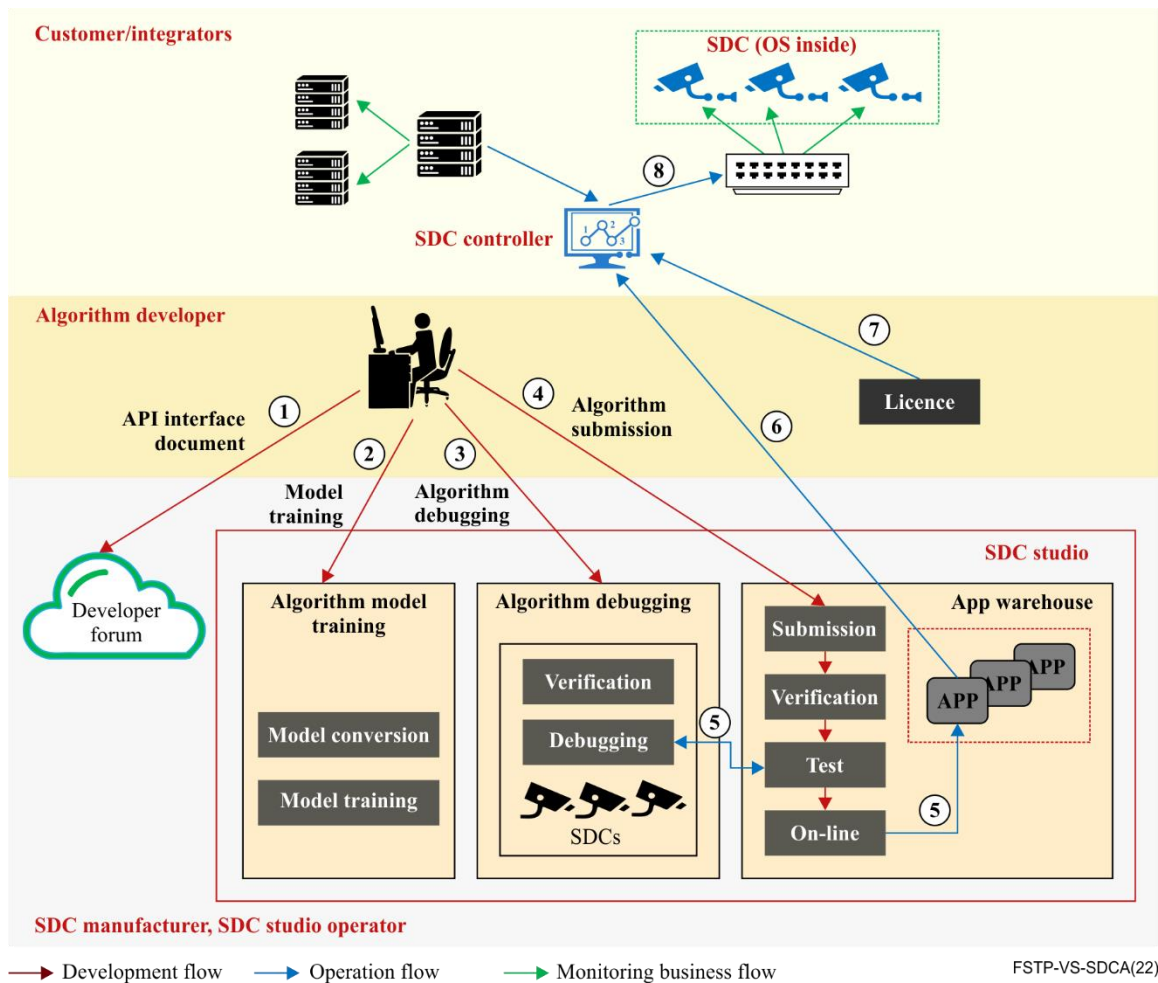 Customer/integrators
SDC (OS inside)
8
SDC controller
1
2
3
Algorithm developer
1
API interface
document
2
Model
training
3
Algorithm
debugging
4
Algorithm
submission
6
7
Licence
Developer
forum
SDC studio
Algorithm model
training
Model conversion
Model training
Algorithm debugging
Verification
Debugging
SDCs
5
App warehouse
Submission
Verification
Test
On-line
5
APP
APP
APP
SDC manufacturer, SDC studio operator
Development flow
Operation flow
Monitoring business flow
FSTP-VS-SDCA(22)